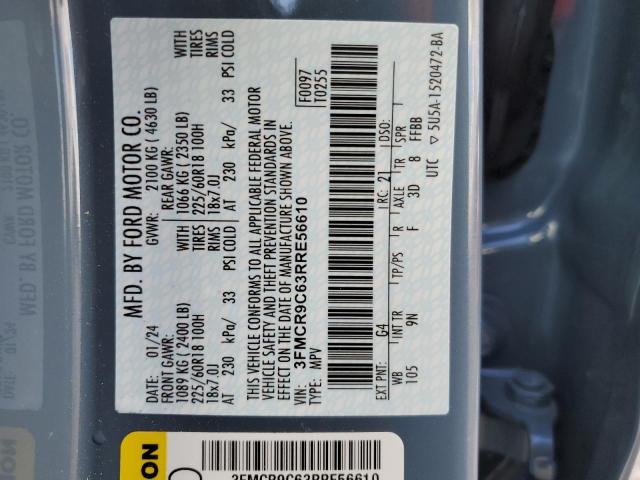 MFD. BY FORD MOTOR CO.
DATE: 01/24 GVWR: 2100 KG ( 4630 LB)
FRONT GAWR: REAR GAWR: WITH
1089 KG (2400 LB) 1066 KG ( 2350 LB) TIRES
225/60R18 100H 225/60R18 100H RIMS
18x7.0J 18x7.0J
AT 230 kPa/ 33 PSI COLD AT 230 kPa/ 33 PSI COLD
WITH
TIRES
RIMS
THIS VEHICLE CONFORMS TO ALL APPLICABLE FEDERAL MOTOR
VEHICLE SAFETY AND THEFT PREVENTION STANDARDS IN
EFFECT ON THE DATE OF MANUFACTURE SHOWN ABOVE.
VIN: 3FMCR9C63RRE56610
TYPE: MPV
F0097
T0255
EXT PNT: G4 RC: 21 DSO:
WB INT TR TP/PS R AXLE TR SPR
105 9N F 3D 8 FFBB
UTC ▽ 5U5A-1520472-BA
3FMCR9C63RRE56610